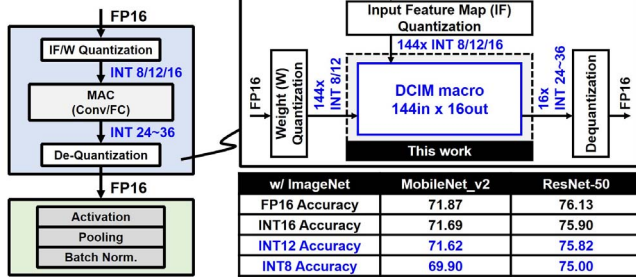 FP16
IF/W Quantization
INT 8/12/16
MAC
(Conv/FC)
INT 24~36
De-Quantization
FP16
Activation
Pooling
Batch Norm.
Input Feature Map (IF)
Quantization
144x INT 8/12/16
FP16
Weight (W)
Quantization
144x
INT 8/12
DCIM macro
144in x 16out
This work
16x
INT 24~36
Dequantization
FP16
w/ ImageNet MobileNet_v2 ResNet-50
FP16 Accuracy 71.87 76.13
INT16 Accuracy 71.69 75.90
INT12 Accuracy 71.62 75.82
INT8 Accuracy 69.90 75.00